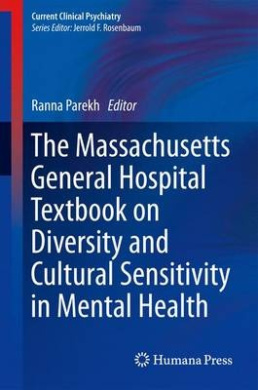 Current Clinical Psychiatry
Series Editor: Jerrold F. Rosenbaum
Ranna Parekh Editor
The Massachusetts
General Hospital
Textbook on
Diversity and
Cultural Sensitivity
in Mental Health
Humana Press